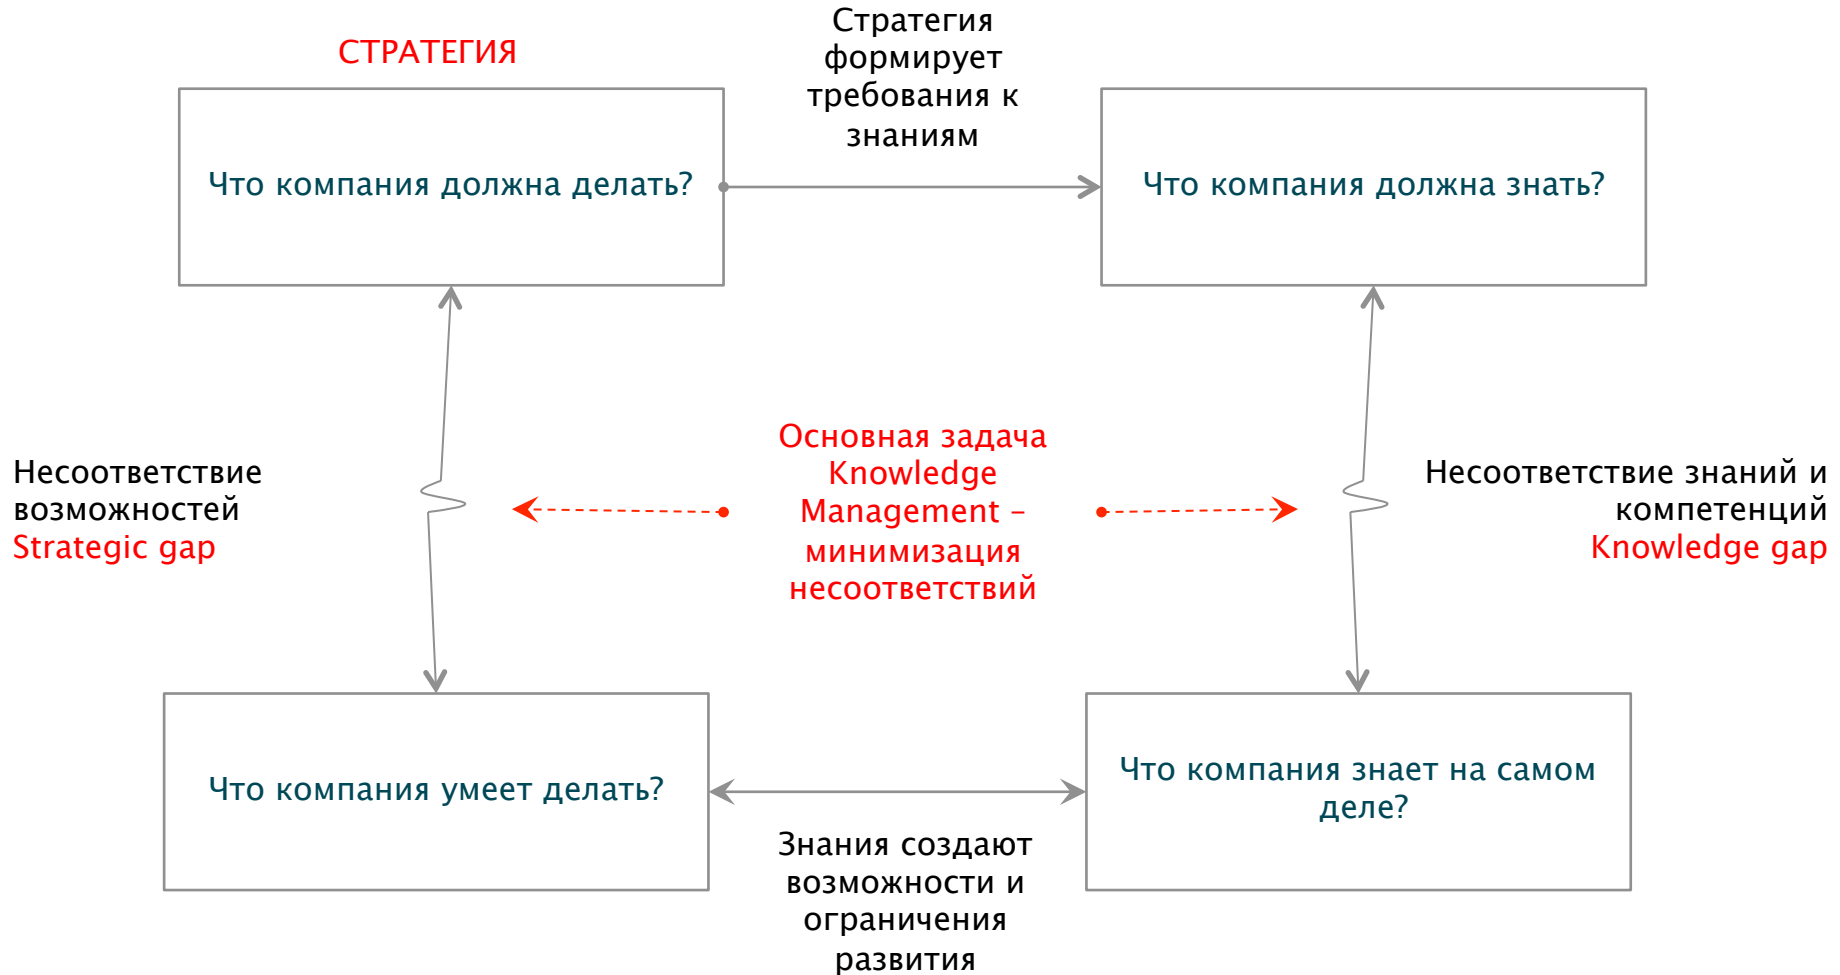 СТРАТЕГИЯ
Стратегия
формирует
требования к
знаниям
Что компания должна делать?
Что компания должна знать?
Несоответствие
возможностей
Strategic gap
Основная задача
Knowledge
Management –
минимизация
несоответствий
Несоответствие знаний и
компетенций
Knowledge gap
Что компания умеет делать?
Что компания знает на самом
деле?
Знания создают
возможности и
ограничения
развития